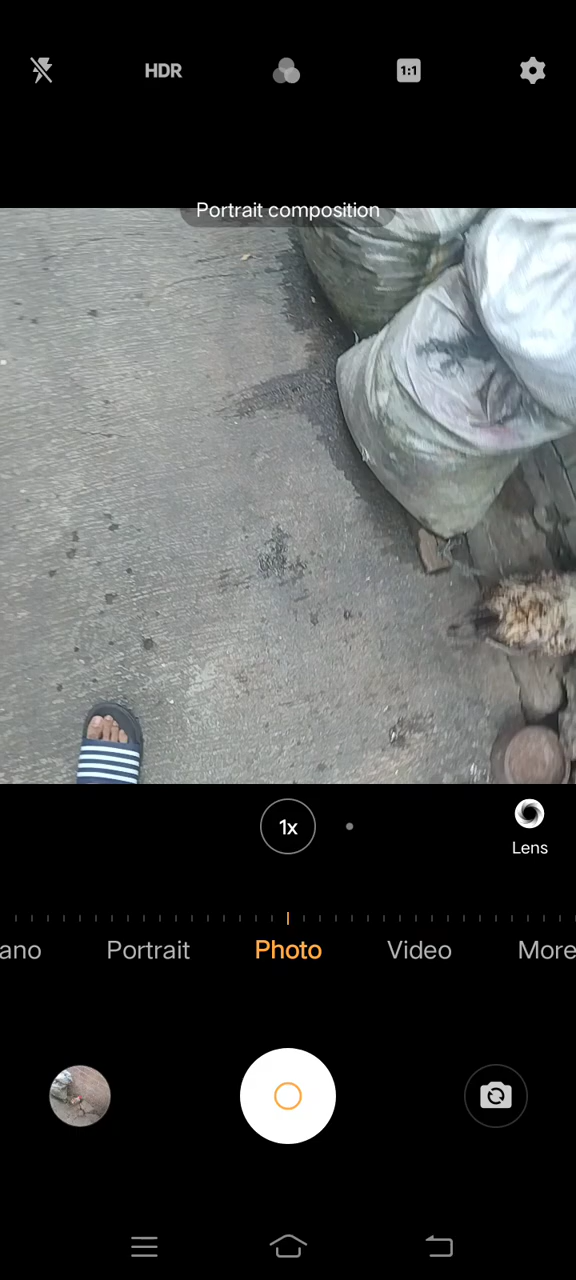 HDR
1:1
Portrait composition
1x
Lens
ano
Portrait
Photo
Video
More